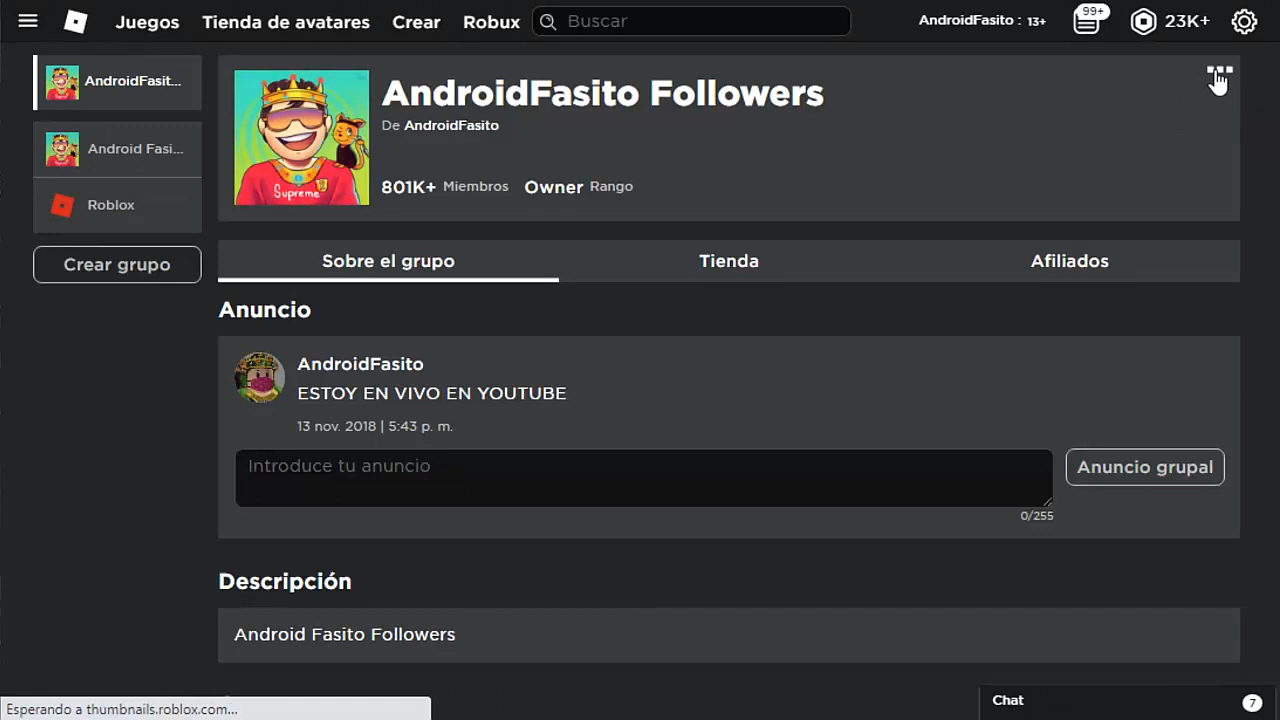 Juegos
Tienda de avatares
Crear
Robux
Buscar
AndroidFasito : 13+
99+
23K+
AndroidFasit...
Android Fasi...
Roblox
Crear grupo
Supreme
AndroidFasito Followers
De AndroidFasito
801K+ Miembros Owner Rango
Sobre el grupo
Tienda
Afiliados
Anuncio
AndroidFasito
ESTOY EN VIVO EN YOUTUBE
13 nov. 2018 | 5:43 p. m.
Introduce tu anuncio
Anuncio grupal
0/255
Descripción
Android Fasito Followers
Esperando a thumbnails.roblox.com...
Chat
7